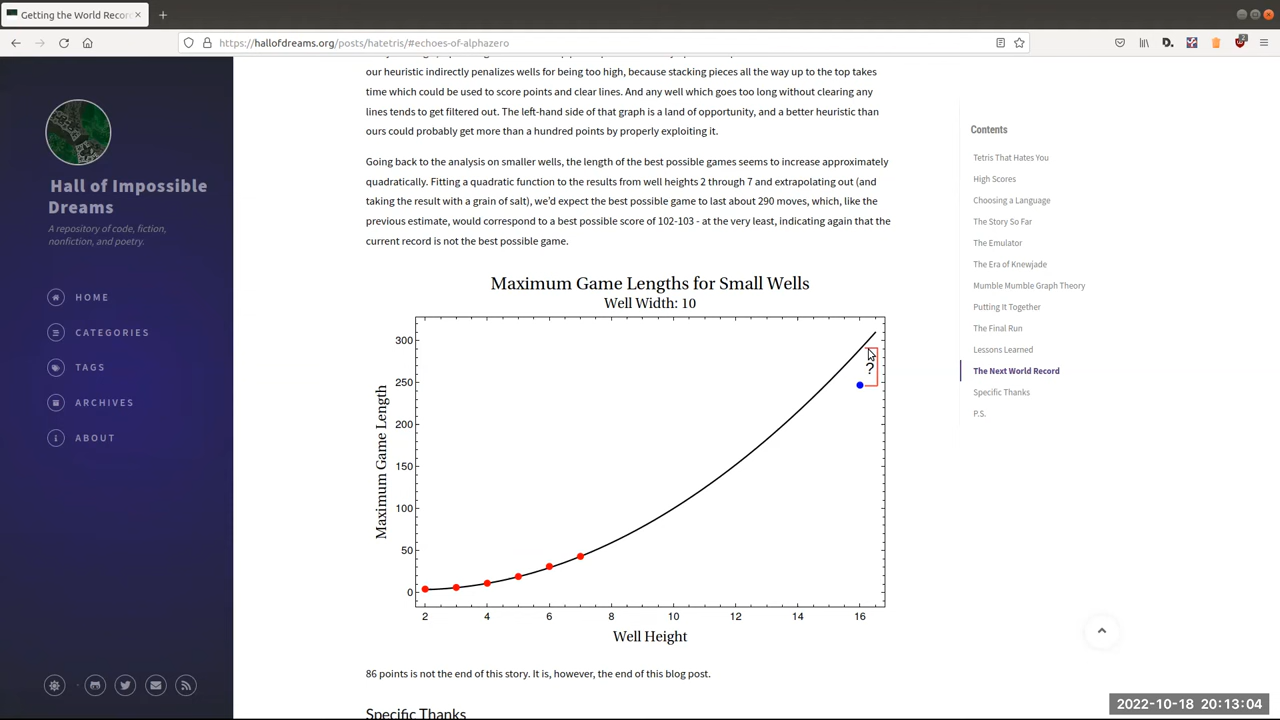 Getting the World Recor
https://hallofdreams.org/posts/hatetris/#echoes-of-alphazero
D.
7
Hall of Impossible
Dreams
A repository of code, fiction,
nonfiction, and poetry.
HOME
CATEGORIES
TAGS
ARCHIVES
ABOUT
our heuristic indirectly penalizes wells for being too high, because stacking pieces all the way up to the top takes
time which could be used to score points and clear lines. And any well which goes too long without clearing any
lines tends to get filtered out. The left-hand side of that graph is a land of opportunity, and a better heuristic than
ours could probably get more than a hundred points by properly exploiting it.
Going back to the analysis on smaller wells, the length of the best possible games seems to increase approximately
quadratically. Fitting a quadratic function to the results from well heights 2 through 7 and extrapolating out (and
taking the result with a grain of salt), we'd expect the best possible game to last about 290 moves, which, like the
previous estimate, would correspond to a best possible score of 102-103 - at the very least, indicating again that the
current record is not the best possible game.
Maximum Game Lengths for Small Wells
Well Width: 10
Maximum Game Length
300
250
200
150
100
50
0
?
2 4 6 8 10 12 14 16
Well Height
86 points is not the end of this story. It is, however, the end of this blog post.
Specific Thanks
Contents
Tetris That Hates You
High Scores
Choosing a Language
The Story So Far
The Emulator
The Era of Knewjade
Mumble Mumble Graph Theory
Putting It Together
The Final Run
Lessons Learned
The Next World Record
Specific Thanks
P.S.
2022-10-18 20:13:04